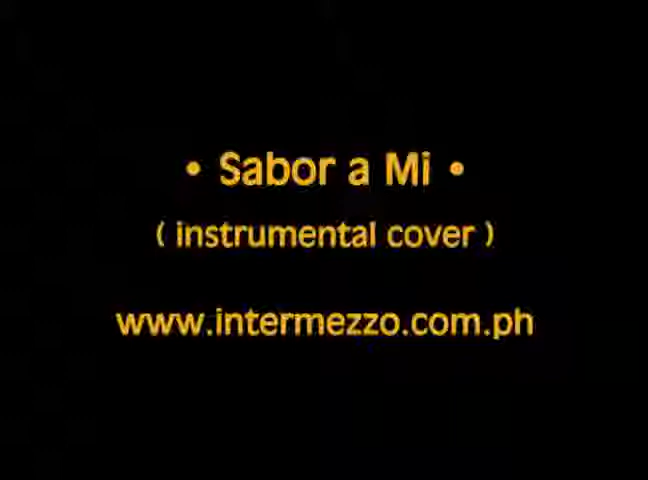 • Sabor a Mi •
( instrumental cover )
www.intermezzo.com.ph